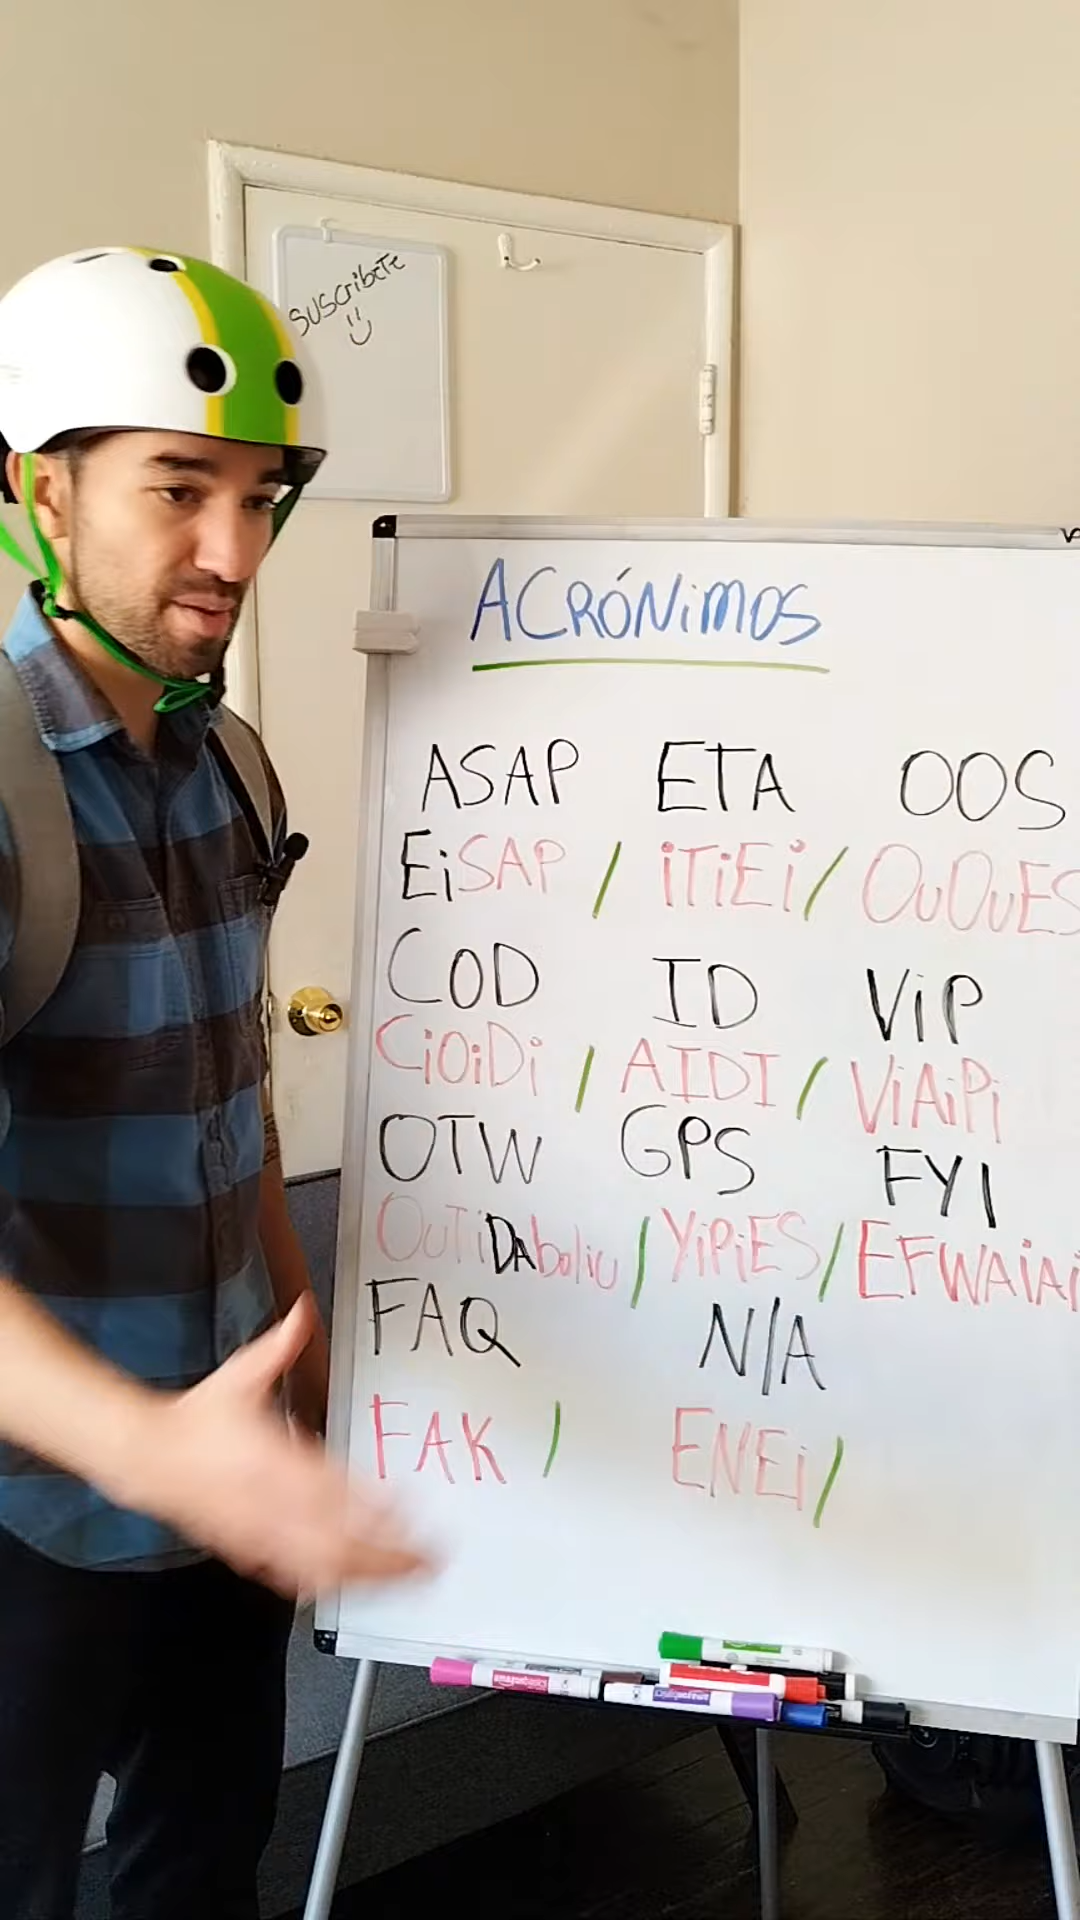 Suscribete
ACRÓNiMOS
ASAP ETA OOS
EiSAP / iTiEi / OuOuES
COD ID ViP
CiOiDi / AIDI / ViAiPi
OTW GPS FYI
OuTiDAboliu / YiPiES / EFWAiAi
FAQ N/A
FAK / ENEi /